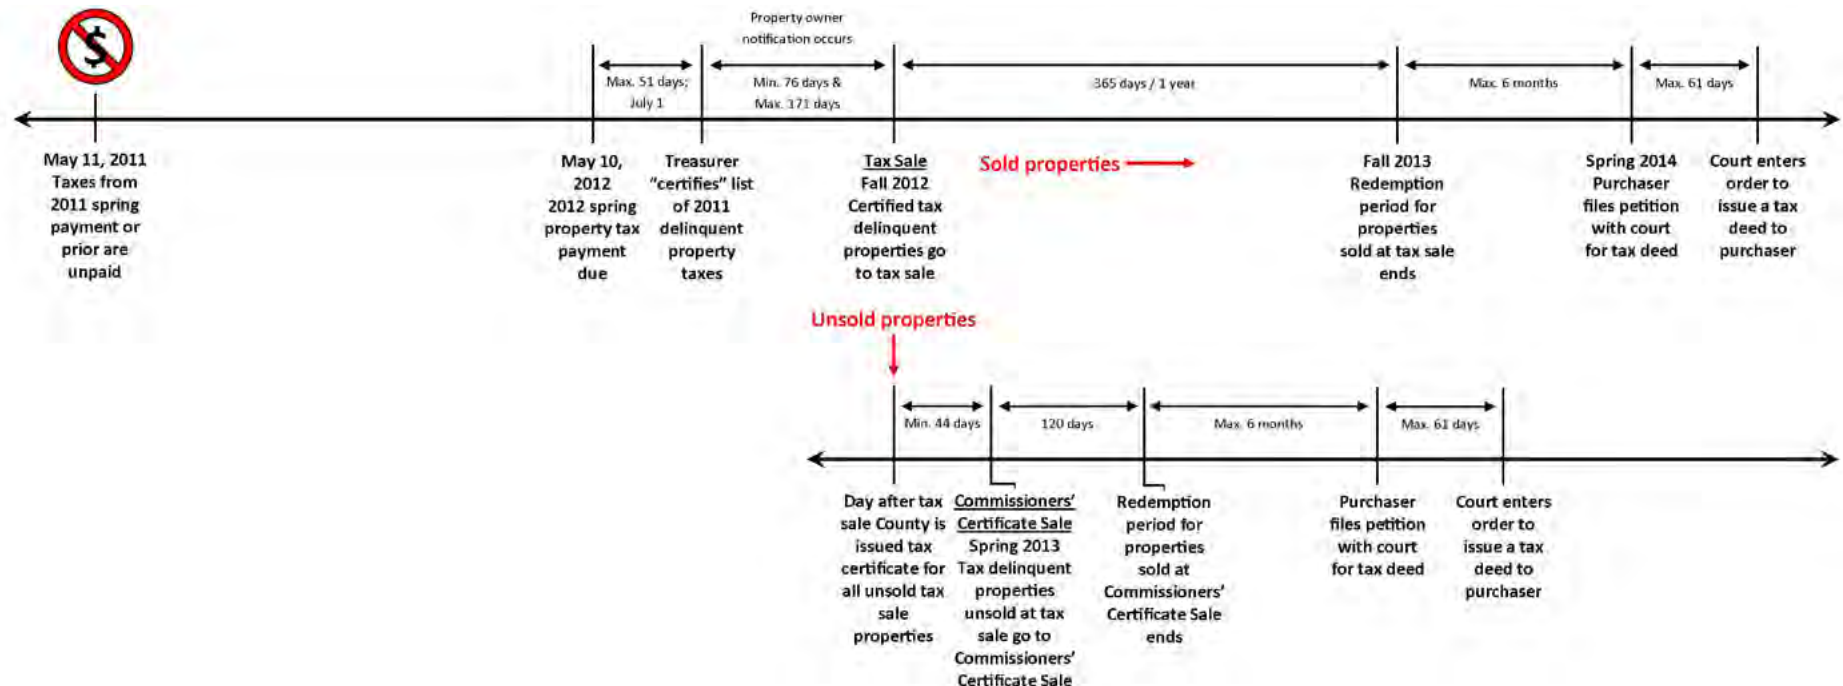 $
Property owner
notification occurs
Max. 51 days;
July 1
Min. 76 days &
Max. 171 days
365 days / 1 year
Max. 6 months
Max. 61 days
May 11, 2011
Taxes from
2011 spring
payment or
prior are
unpaid
May 10,
2012
2012 spring
property tax
payment
due
Treasurer
“certifies” list
of 2011
delinquent
property
taxes
Tax Sale
Fall 2012
Certified tax
delinquent
properties go
to tax sale
Sold properties
Fall 2013
Redemption
period for
properties
sold at tax sale
ends
Spring 2014
Purchaser
files petition
with court
for tax deed
Court enters
order to
issue a tax
deed to
purchaser
Unsold properties
Min. 44 days
120 days
Max. 6 months
Max. 61 days
Day after tax
sale County is
issued tax
certificate for
all unsold tax
sale
properties
Commissioners’
Certificate Sale
Spring 2013
Tax delinquent
properties
unsold at tax
sale go to
Commissioners’
Certificate Sale
Redemption
period for
properties
sold at
Commissioners’
Certificate Sale
ends
Purchaser
files petition
with court
for tax deed
Court enters
order to
issue a tax
deed to
purchaser